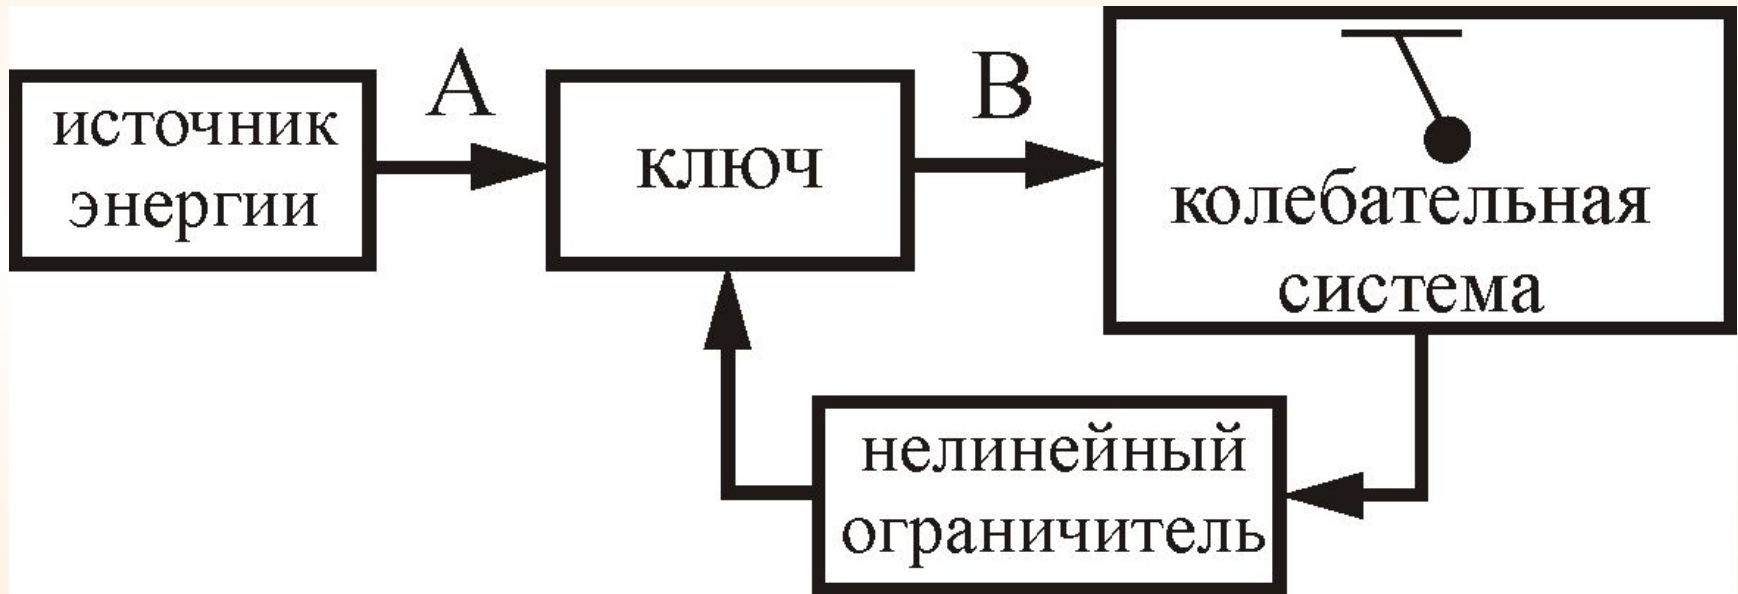 источник
энергии
А
ключ
В
колебательная
система
нелинейный
ограничитель